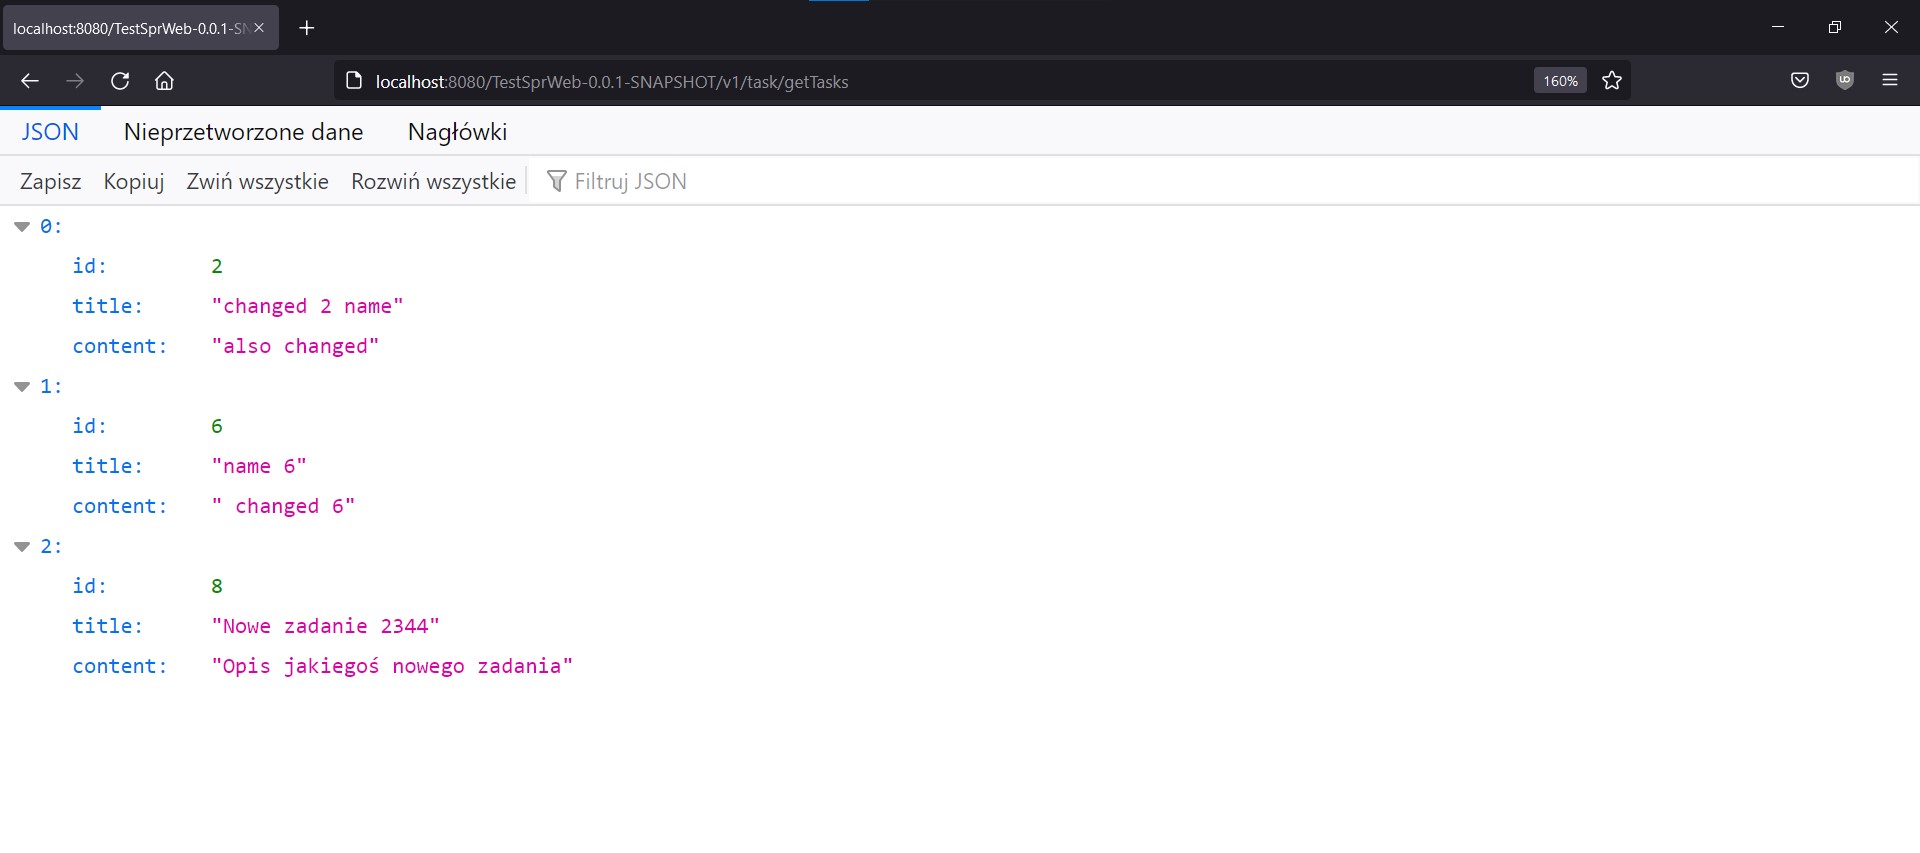 localhost:8080/TestSprWeb-0.0.1-SN
localhost:8080/TestSprWeb-0.0.1-SNAPSHOT/v1/task/getTasks 160%
JSON Nieprzetworzone dane Nagłówki
Zapisz Kopiuj Zwiń wszystkie Rozwiń wszystkie Filtruj JSON
0:
id: 2
title: "changed 2 name"
content: "also changed"
1:
id: 6
title: "name 6"
content: " changed 6"
2:
id: 8
title: "Nowe zadanie 2344"
content: "Opis jakiegoś nowego zadania"